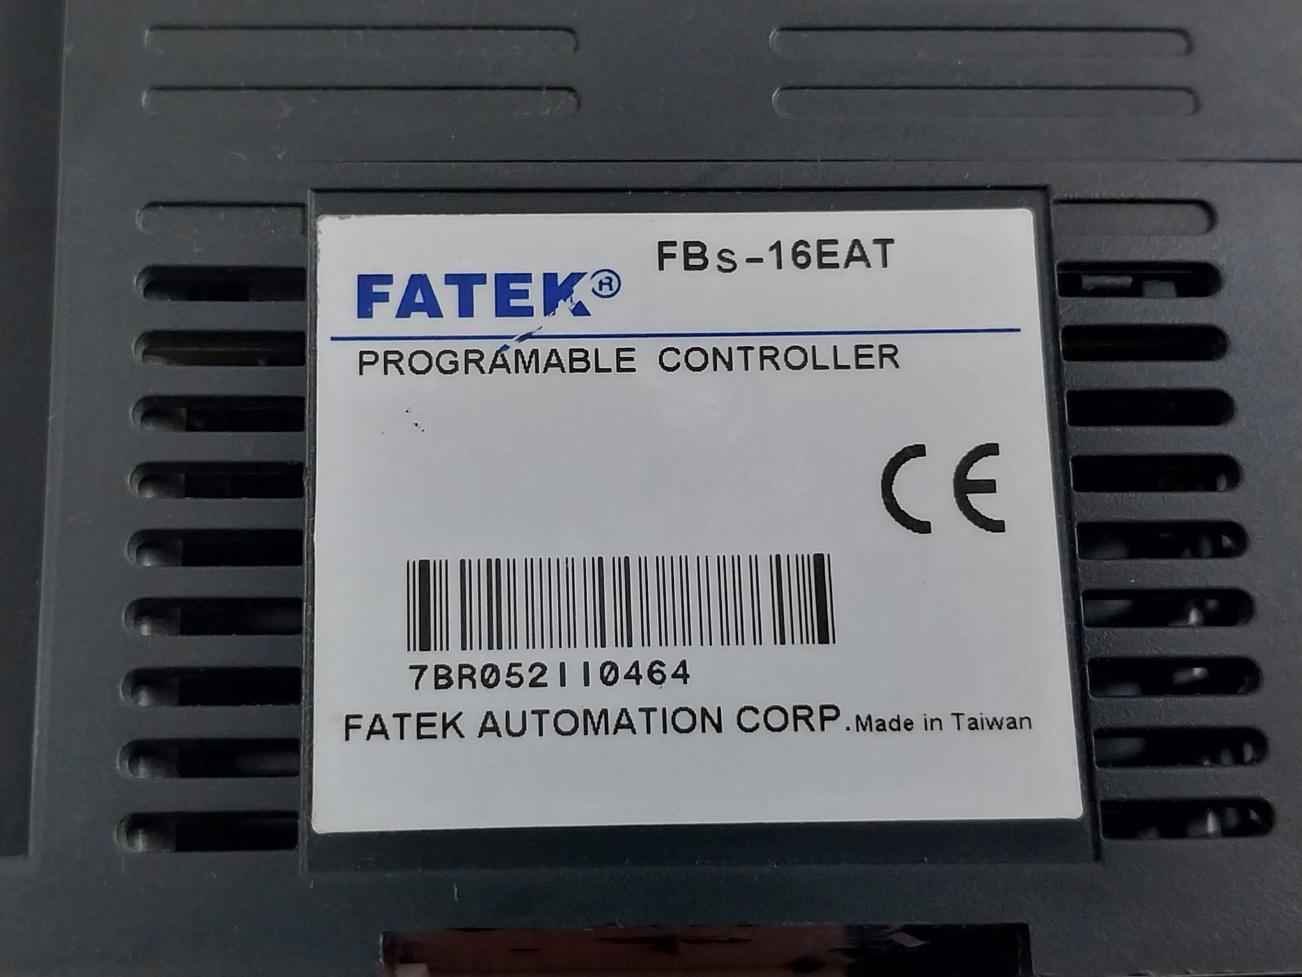 FBs-16EAT
FATEK®
PROGRAMABLE CONTROLLER
CE
7BR052110464
FATEK AUTOMATION CORP. Made in Taiwan